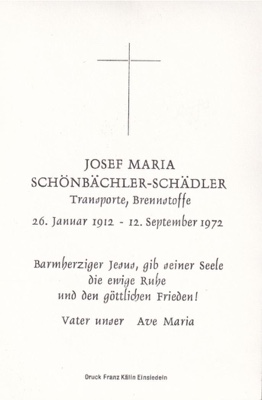 JOSEF MARIA
SCHÖNBÄCHLER-SCHÄDLER
Transporte, Brennstoffe
26. Januar 1912 - 12. September 1972
Barmherziger Jesus, gib seiner Seele
die ewige Ruhe
und den göttlichen Frieden!
Vater unser Ave Maria
Druck Franz Kälin Einsiedeln